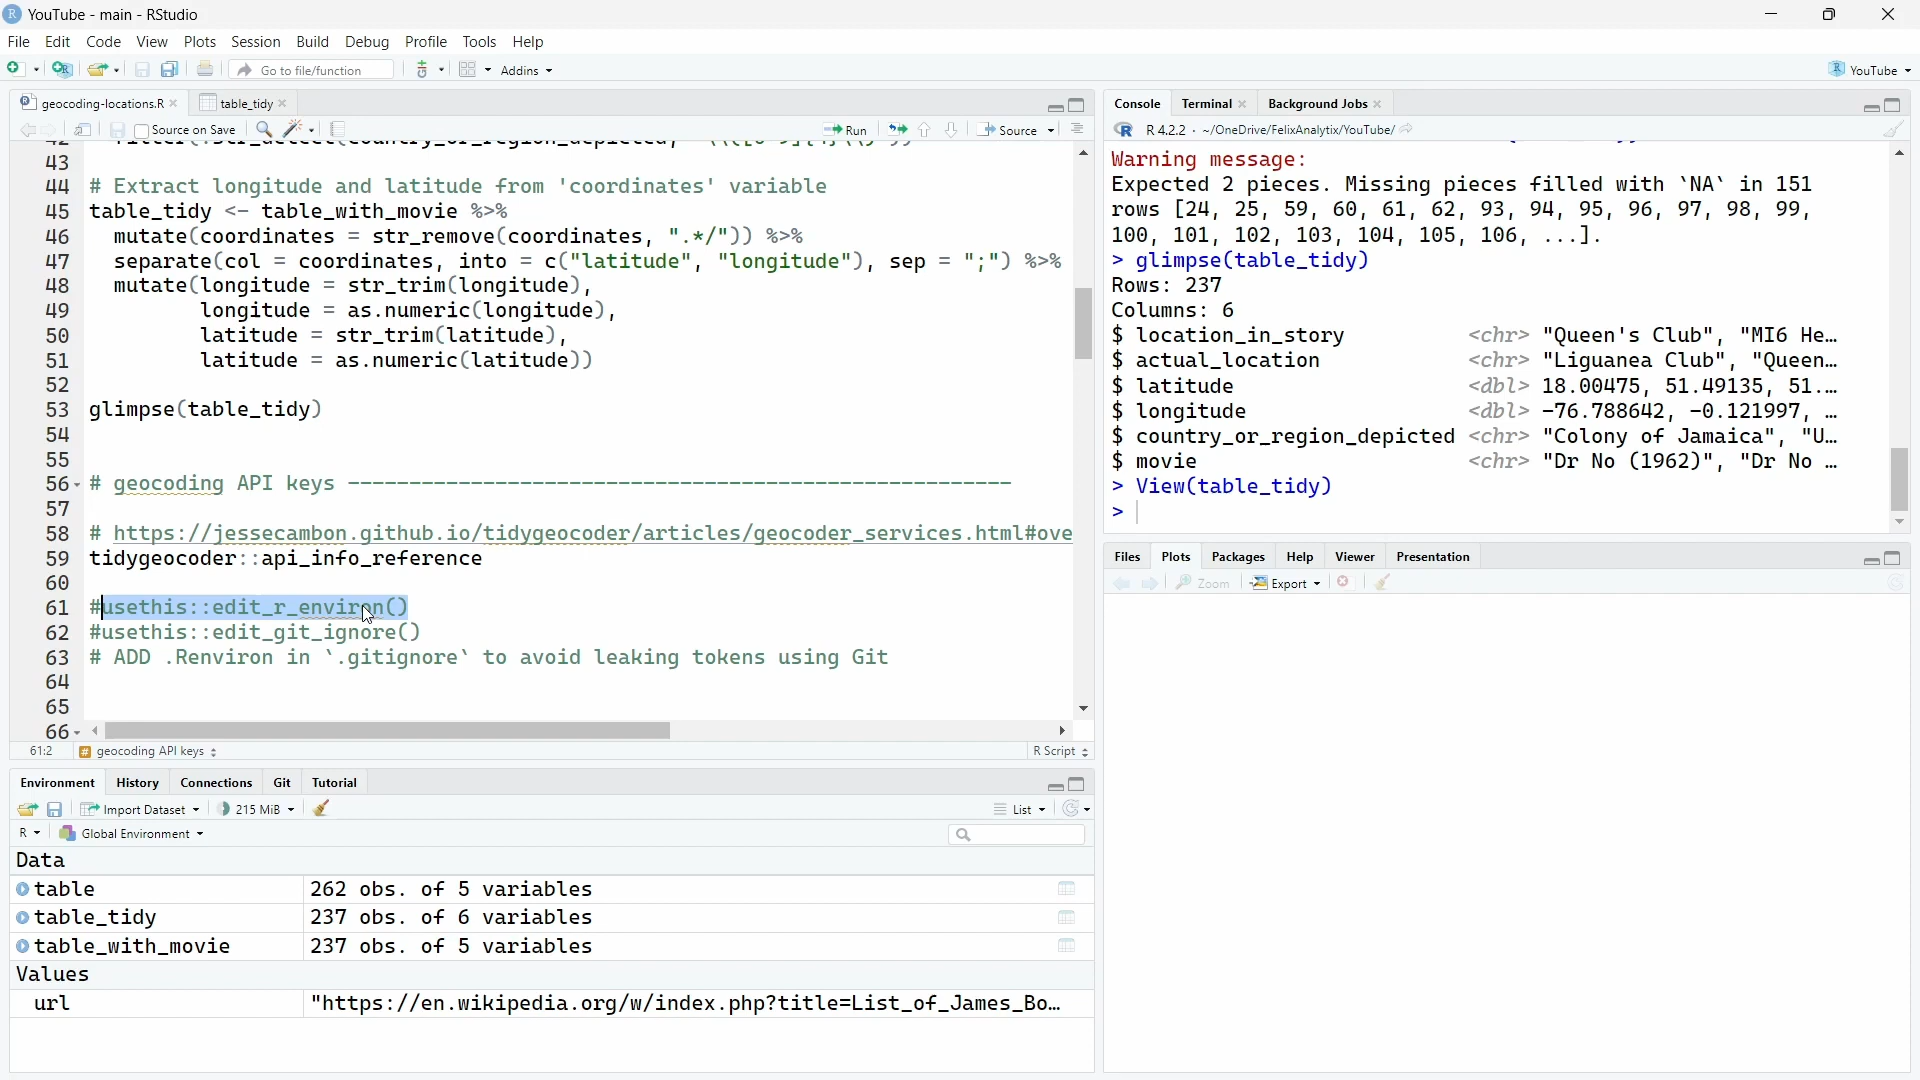 YouTube - main - RStudio
File Edit Code View Plots Session Build Debug Profile Tools Help
Go to file/function Addins YouTube
geocoding-locations.R table_tidy
Source on Save Run Source
43
44 # Extract longitude and latitude from 'coordinates' variable
45 table_tidy <- table_with_movie %>%
46 mutate(coordinates = str_remove(coordinates, ".*/")) %>%
47 separate(col = coordinates, into = c("latitude", "longitude"), sep = ";") %>%
48 mutate(longitude = str_trim(longitude),
49 longitude = as.numeric(longitude),
50 latitude = str_trim(latitude),
51 latitude = as.numeric(latitude))
52
53 glimpse(table_tidy)
54
55
56 # geocoding API keys ------------------------------------------------------
57
58 # https://jessecambon.github.io/tidygeocoder/articles/geocoder_services.html#ove
59 tidygeocoder::api_info_reference
60
61 #usethis::edit_r_environ()
62 #usethis::edit_git_ignore()
63 # ADD .Renviron in `.gitignore` to avoid leaking tokens using Git
64
65
66
61:2 geocoding API keys R Script
Environment History Connections Git Tutorial
Import Dataset 215 MiB List
R Global Environment
Data
table 262 obs. of 5 variables
table_tidy 237 obs. of 6 variables
table_with_movie 237 obs. of 5 variables
Values
url "https://en.wikipedia.org/w/index.php?title=List_of_James_Bo…
Console Terminal Background Jobs
R 4.2.2 · ~/OneDrive/FelixAnalytix/YouTube/
Warning message:
Expected 2 pieces. Missing pieces filled with `NA` in 151
rows [24, 25, 59, 60, 61, 62, 93, 94, 95, 96, 97, 98, 99,
100, 101, 102, 103, 104, 105, 106, ...].
> glimpse(table_tidy)
Rows: 237
Columns: 6
$ location_in_story <chr> "Queen's Club", "MI6 He…
$ actual_location <chr> "Liguanea Club", "Queen…
$ latitude <dbl> 18.00475, 51.49135, 51.…
$ longitude <dbl> -76.788642, -0.121997, …
$ country_or_region_depicted <chr> "Colony of Jamaica", "U…
$ movie <chr> "Dr No (1962)", "Dr No …
> View(table_tidy)
>
Files Plots Packages Help Viewer Presentation
Zoom Export